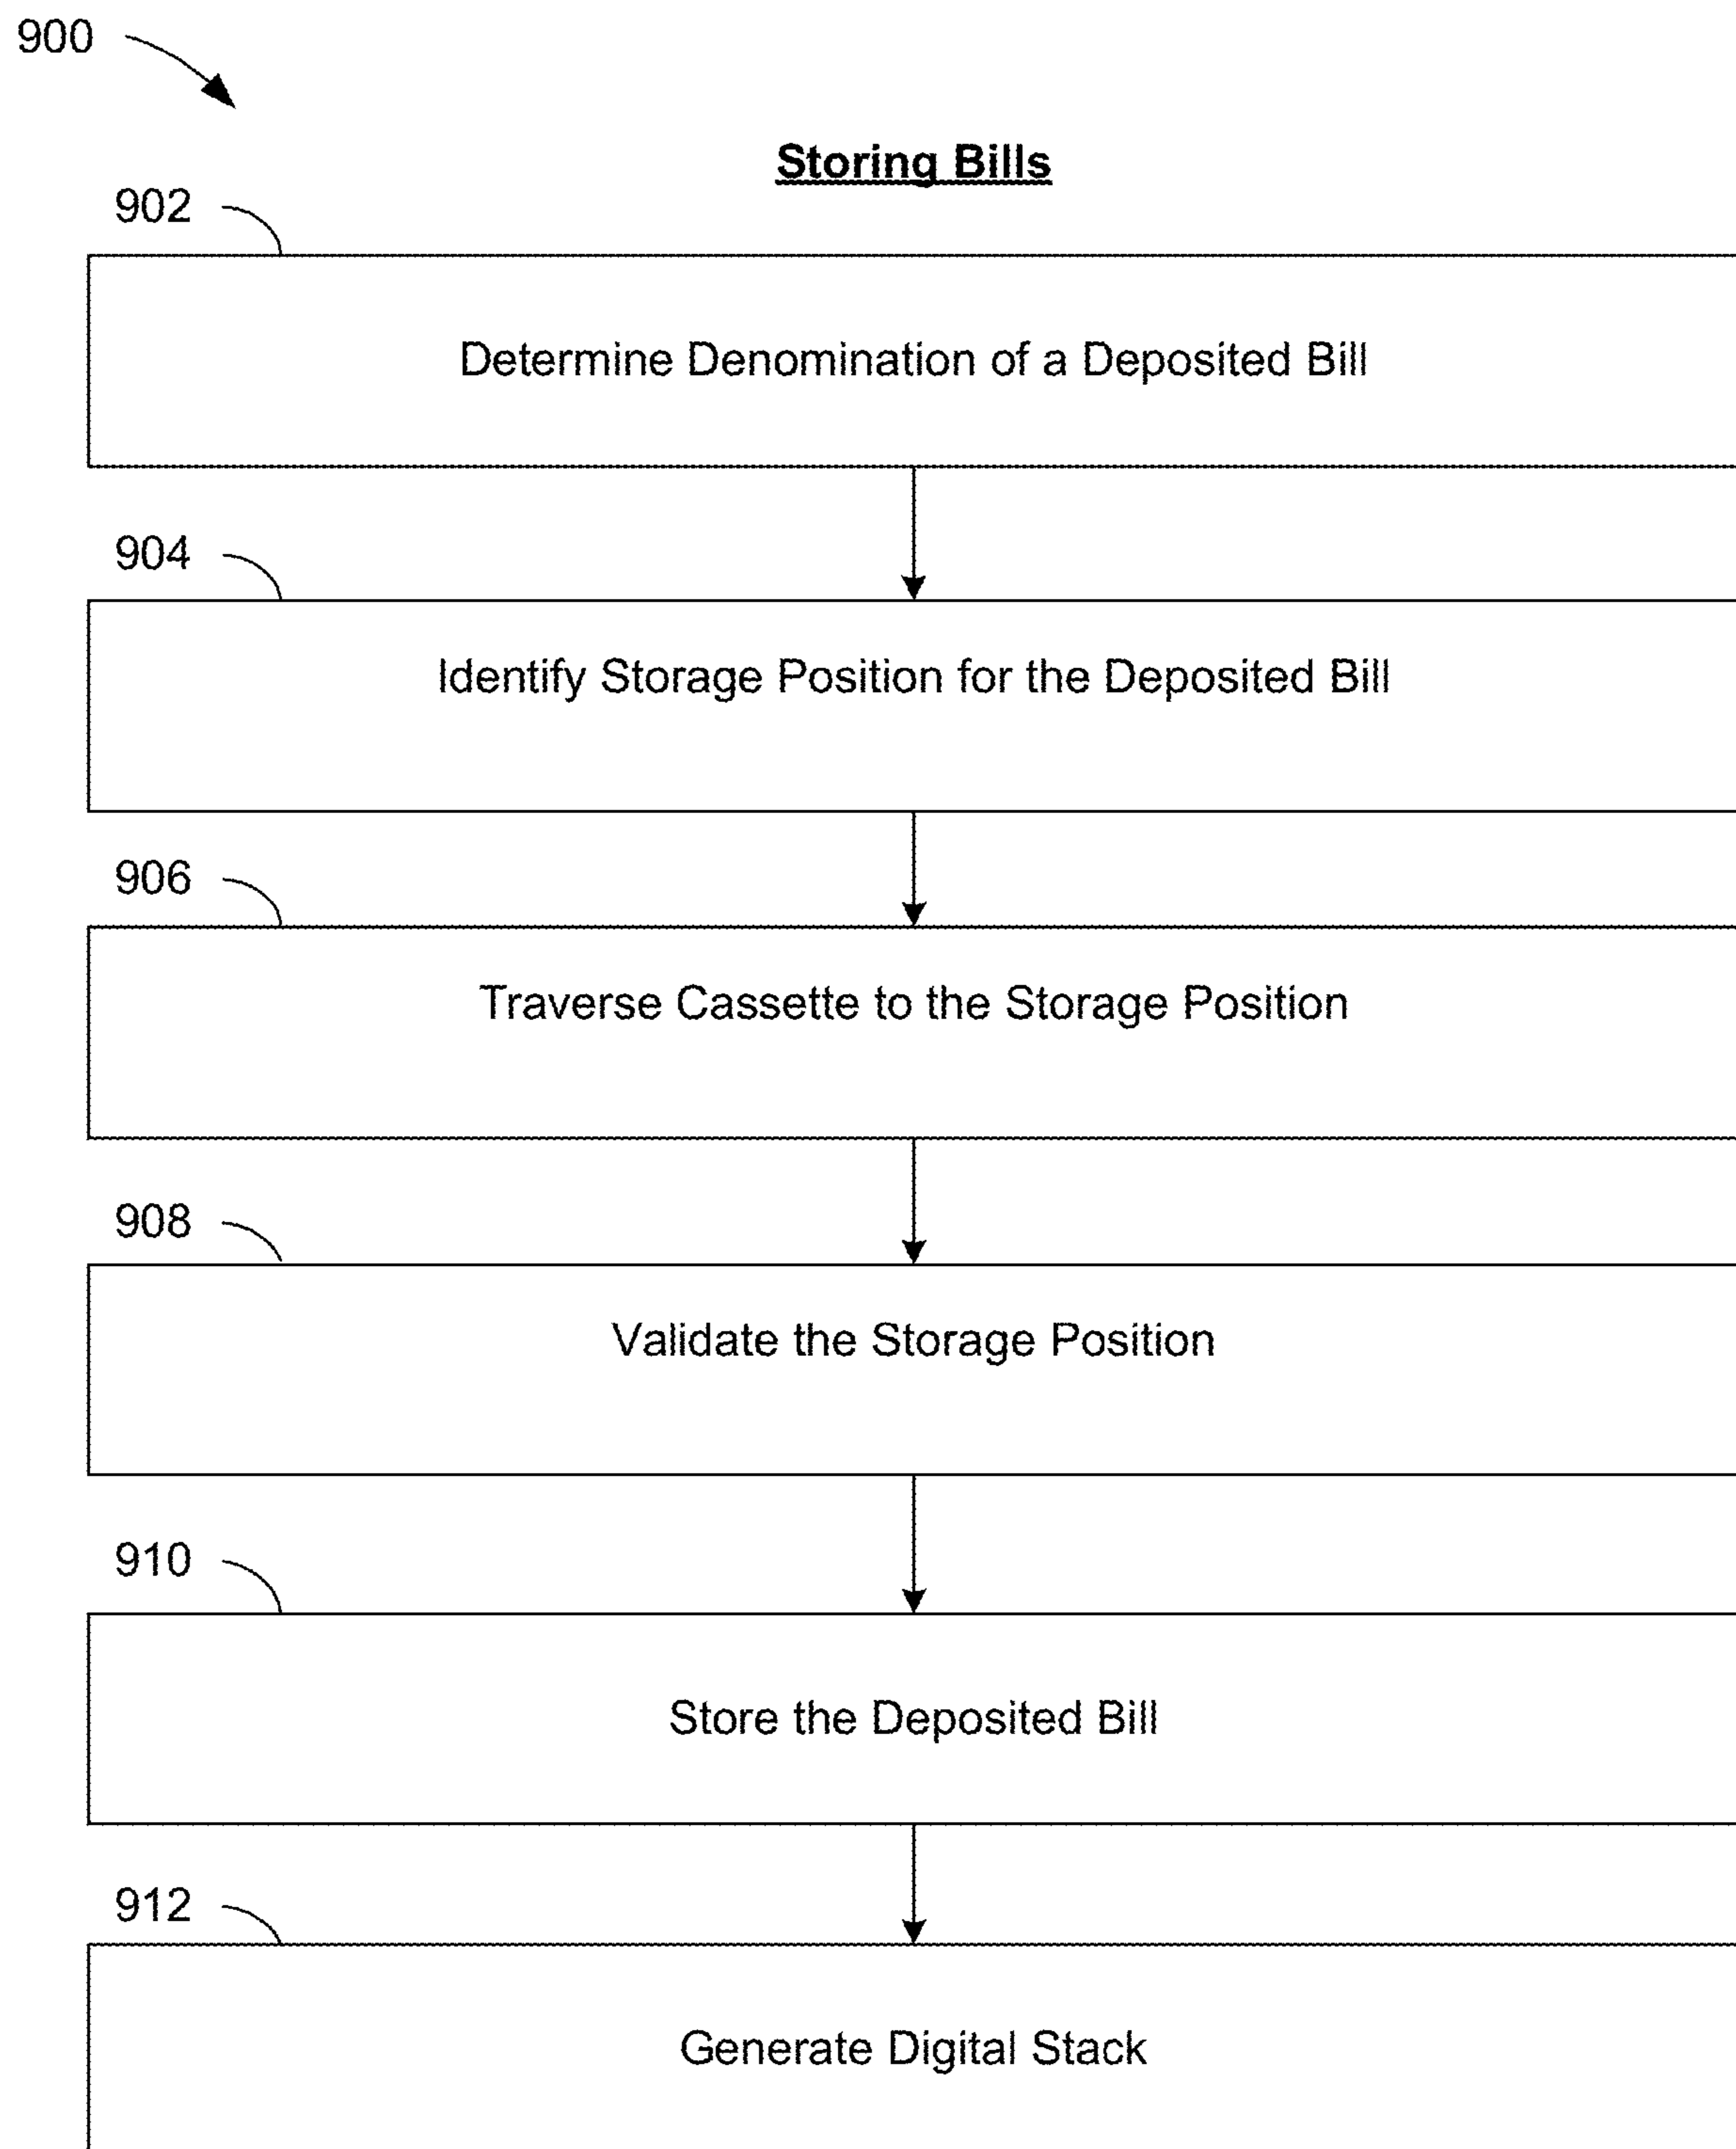 900
Storing Bills
902
Determine Denomination of a Deposited Bill
904
Identify Storage Position for the Deposited Bill
906
Traverse Cassette to the Storage Position
908
Validate the Storage Position
910
Store the Deposited Bill
912
Generate Digital Stack